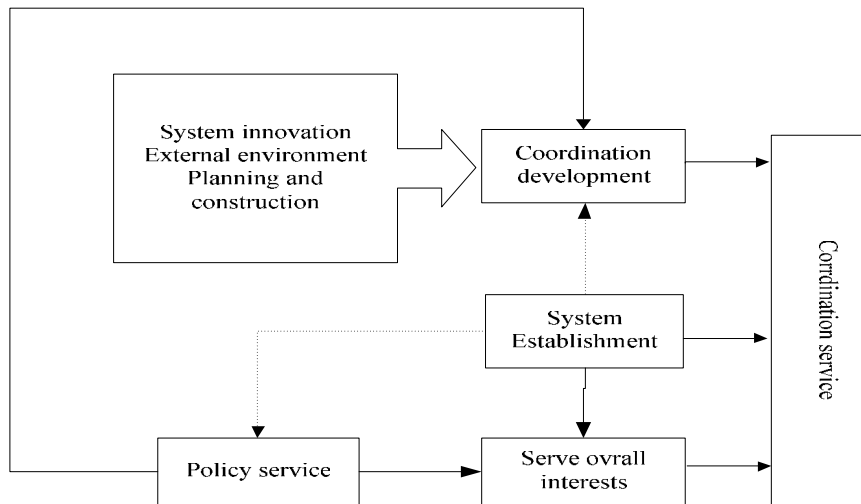 System innovation
External environment
Planning and
construction
Coordination
development
System
Establishment
Policy service
Serve ovrall
interests
Corrdination service